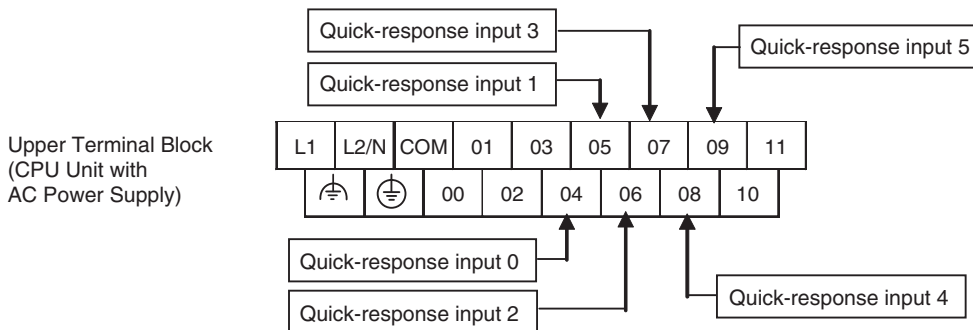 Quick-response input 3
Quick-response input 5
Quick-response input 1
Upper Terminal Block
(CPU Unit with
AC Power Supply)
L1 L2/N COM 01 03 05 07 09 11
00 02 04 06 08 10
Quick-response input 0
Quick-response input 2
Quick-response input 4